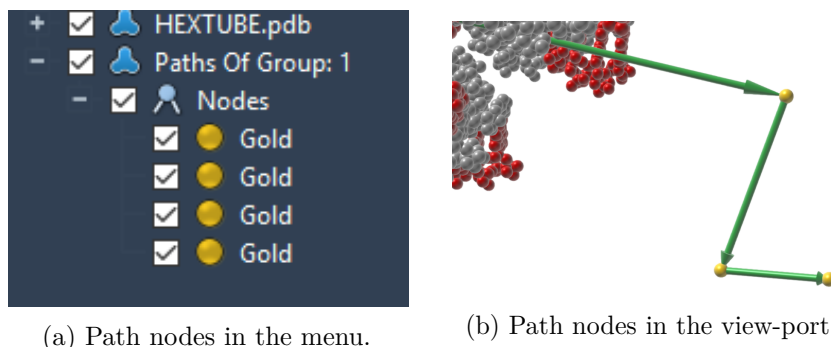 HEXTUBE.pdb
Paths Of Group: 1
Nodes
Gold
Gold
Gold
Gold
(a) Path nodes in the menu.
(b) Path nodes in the view-port